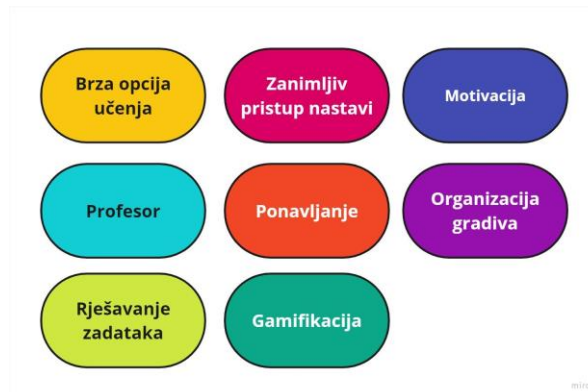 Brza opcija
učenja
Zanimljiv
pristup nastavi
Motivacija
Profesor
Ponavljanje
Organizacija
gradiva
Rješavanje
zadataka
Gamifikacija